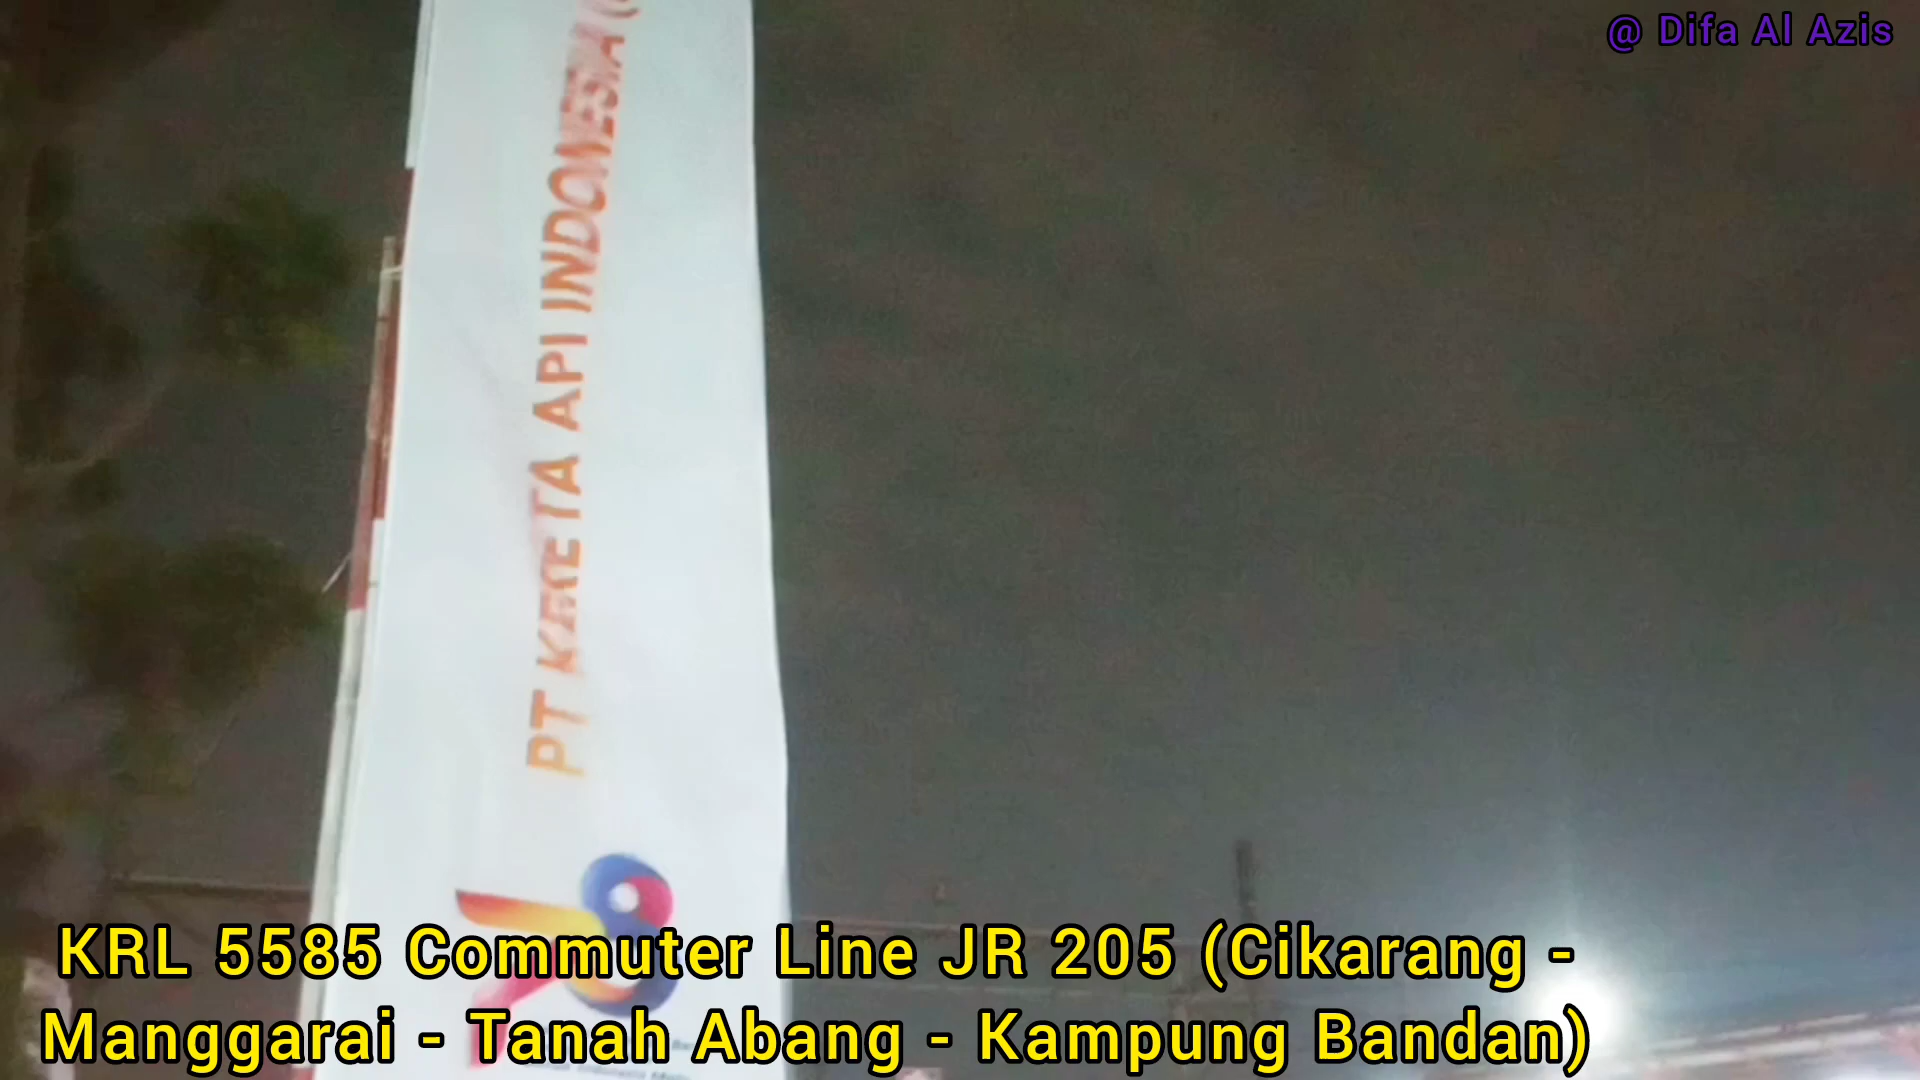 @ Difa Al Azis
PT KERETA API INDONESIA (
78
KRL 5585 Commuter Line JR 205 (Cikarang -
Manggarai - Tanah Abang - Kampung Bandan)